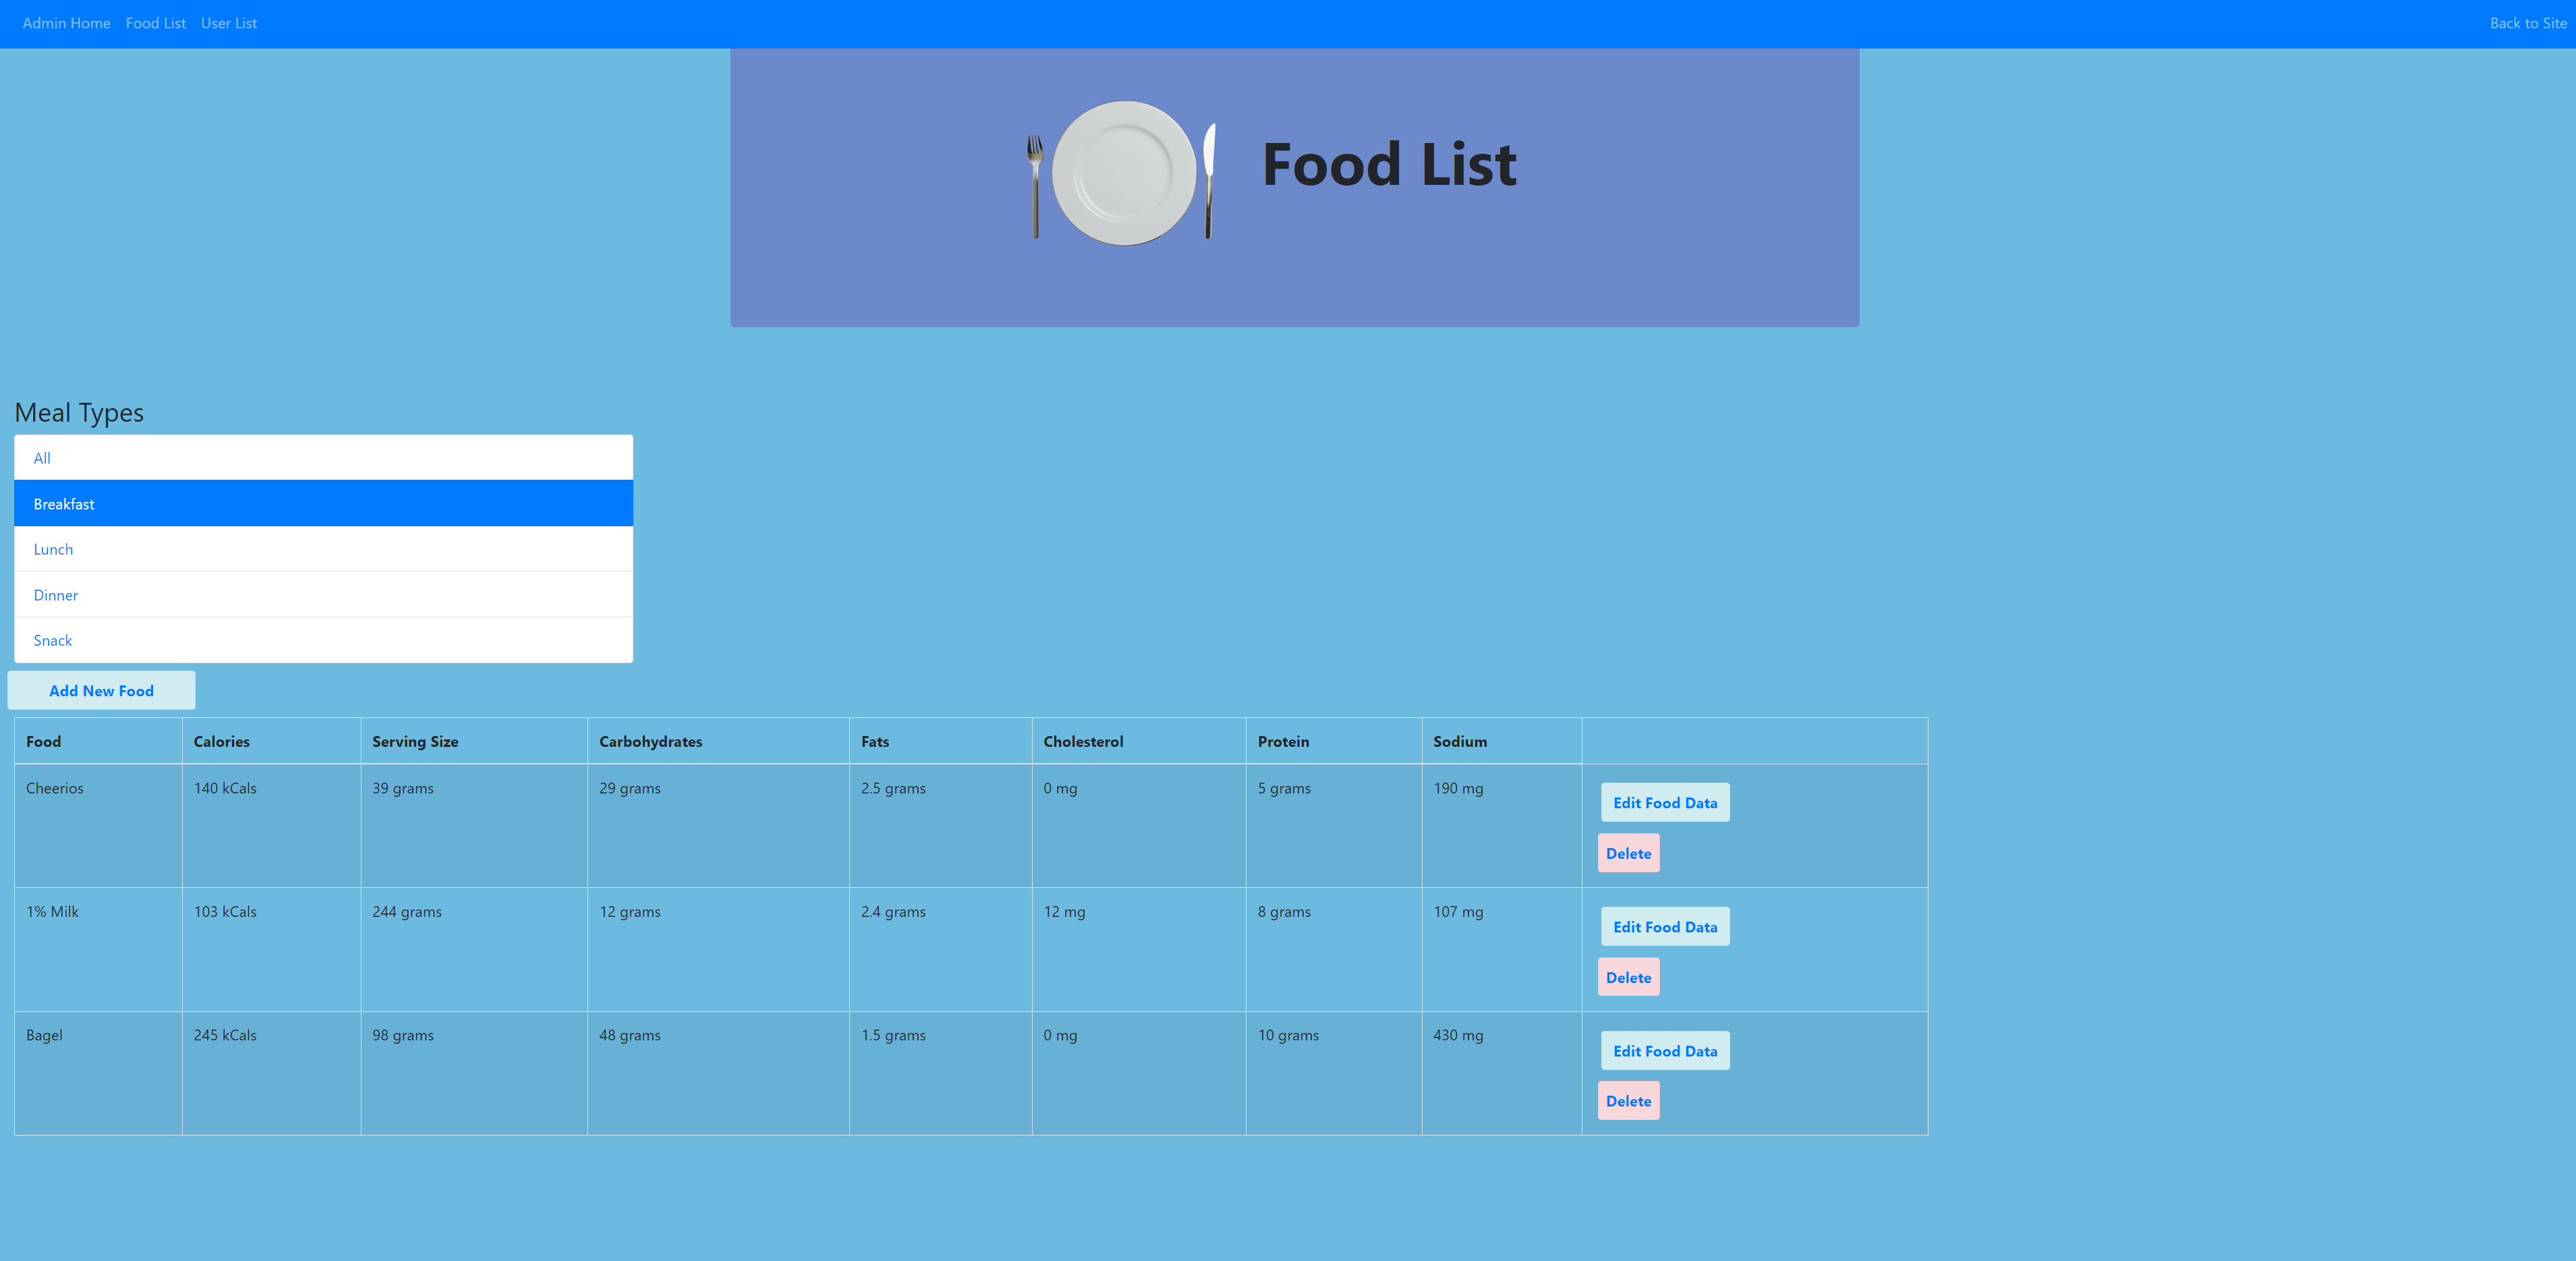 Admin Home Food List User List Back to Site
Food List
Meal Types
All
Breakfast
Lunch
Dinner
Snack
Add New Food
Food Calories Serving Size Carbohydrates Fats Cholesterol Protein Sodium
Cheerios 140 kCals 39 grams 29 grams 2.5 grams 0 mg 5 grams 190 mg Edit Food Data
Delete
1% Milk 103 kCals 244 grams 12 grams 2.4 grams 12 mg 8 grams 107 mg Edit Food Data
Delete
Bagel 245 kCals 98 grams 48 grams 1.5 grams 0 mg 10 grams 430 mg Edit Food Data
Delete